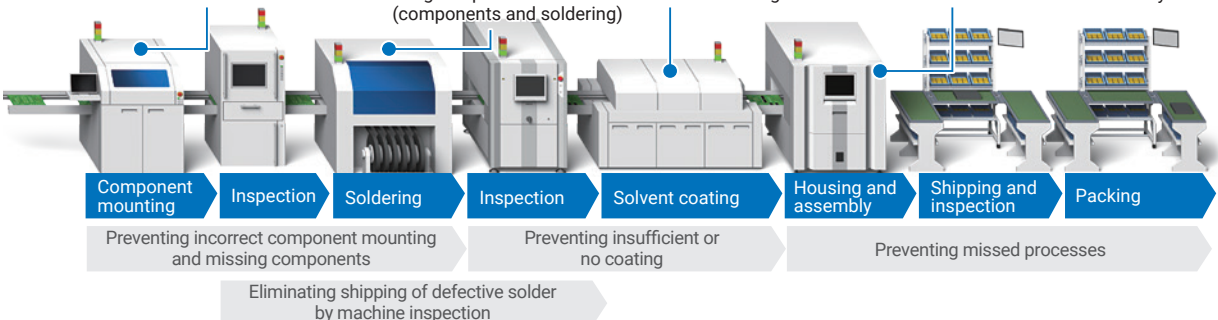 (components and soldering)
Component
mounting
Inspection
Soldering
Inspection
Solvent coating
Housing and
assembly
Shipping and
inspection
Packing
Preventing incorrect component mounting
and missing components
Preventing insufficient or
no coating
Preventing missed processes
Eliminating shipping of defective solder
by machine inspection